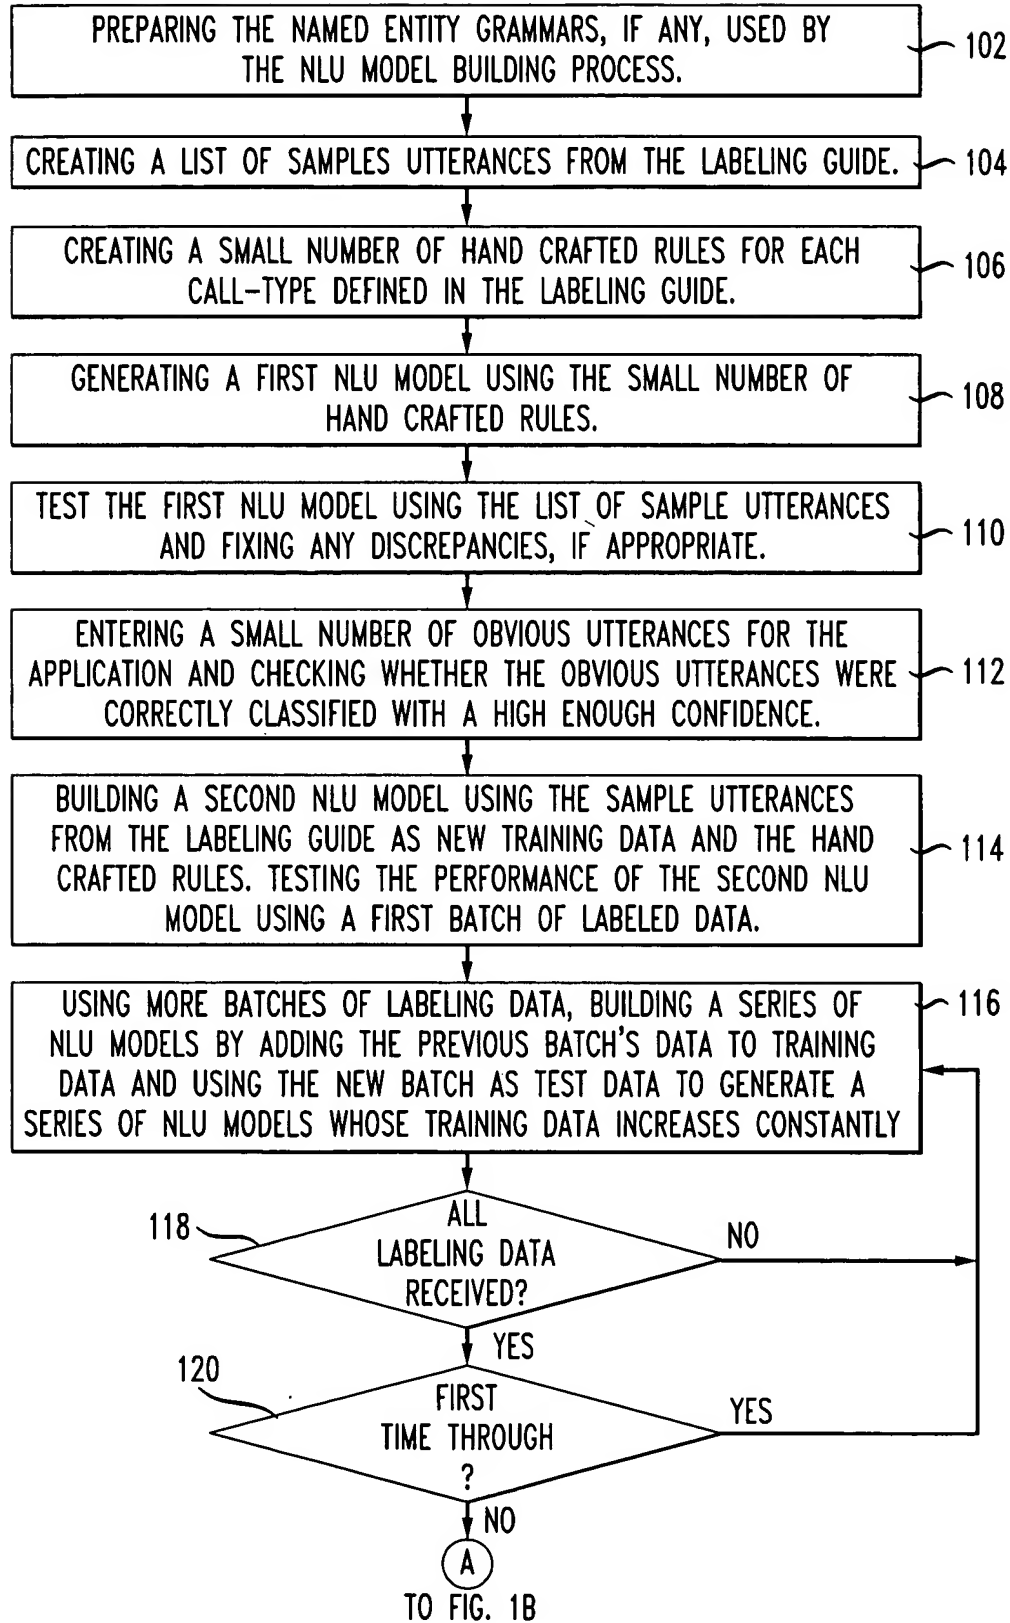 PREPARING THE NAMED ENTITY GRAMMARS, IF ANY, USED BY
THE NLU MODEL BUILDING PROCESS.
102
CREATING A LIST OF SAMPLES UTTERANCES FROM THE LABELING GUIDE.
104
CREATING A SMALL NUMBER OF HAND CRAFTED RULES FOR EACH
CALL-TYPE DEFINED IN THE LABELING GUIDE.
106
GENERATING A FIRST NLU MODEL USING THE SMALL NUMBER OF
HAND CRAFTED RULES.
108
TEST THE FIRST NLU MODEL USING THE LIST OF SAMPLE UTTERANCES
AND FIXING ANY DISCREPANCIES, IF APPROPRIATE.
110
ENTERING A SMALL NUMBER OF OBVIOUS UTTERANCES FOR THE
APPLICATION AND CHECKING WHETHER THE OBVIOUS UTTERANCES WERE
CORRECTLY CLASSIFIED WITH A HIGH ENOUGH CONFIDENCE.
112
BUILDING A SECOND NLU MODEL USING THE SAMPLE UTTERANCES
FROM THE LABELING GUIDE AS NEW TRAINING DATA AND THE HAND
CRAFTED RULES. TESTING THE PERFORMANCE OF THE SECOND NLU
MODEL USING A FIRST BATCH OF LABELED DATA.
114
USING MORE BATCHES OF LABELING DATA, BUILDING A SERIES OF
NLU MODELS BY ADDING THE PREVIOUS BATCH'S DATA TO TRAINING
DATA AND USING THE NEW BATCH AS TEST DATA TO GENERATE A
SERIES OF NLU MODELS WHOSE TRAINING DATA INCREASES CONSTANTLY
116
118
ALL
LABELING DATA
RECEIVED?
NO
YES
120
FIRST
TIME THROUGH
?
YES
NO
A
TO FIG. 1B